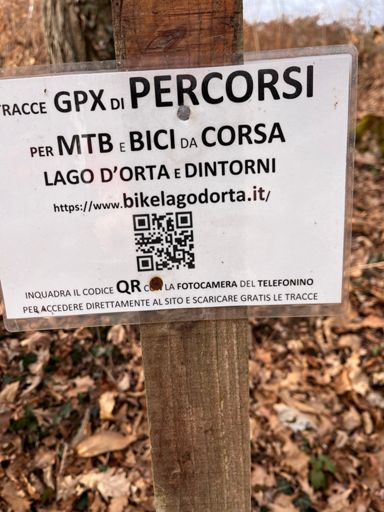 TRACCE GPX DI PERCORSI
PER MTB E BICI DA CORSA
LAGO D'ORTA E DINTORNI
https://www.bikelagodorta.it/
INQUADRA IL CODICE QR CON LA FOTOCAMERA DEL TELEFONINO
PER ACCEDERE DIRETTAMENTE AL SITO E SCARICARE GRATIS LE TRACCE